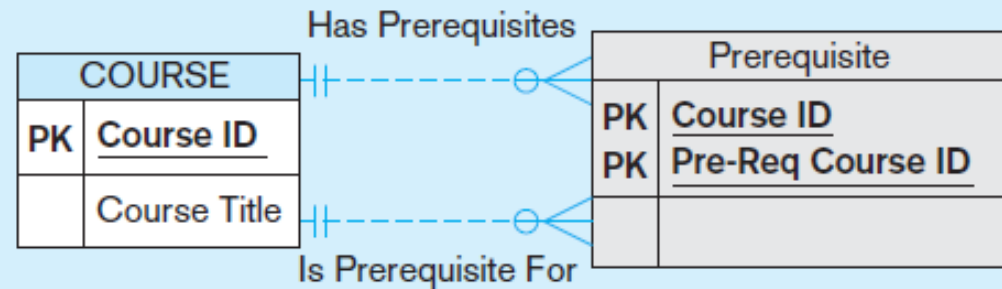 Has Prerequisites
COURSE
PK Course ID
Course Title
Prerequisite
PK Course ID
PK Pre-Req Course ID
Is Prerequisite For